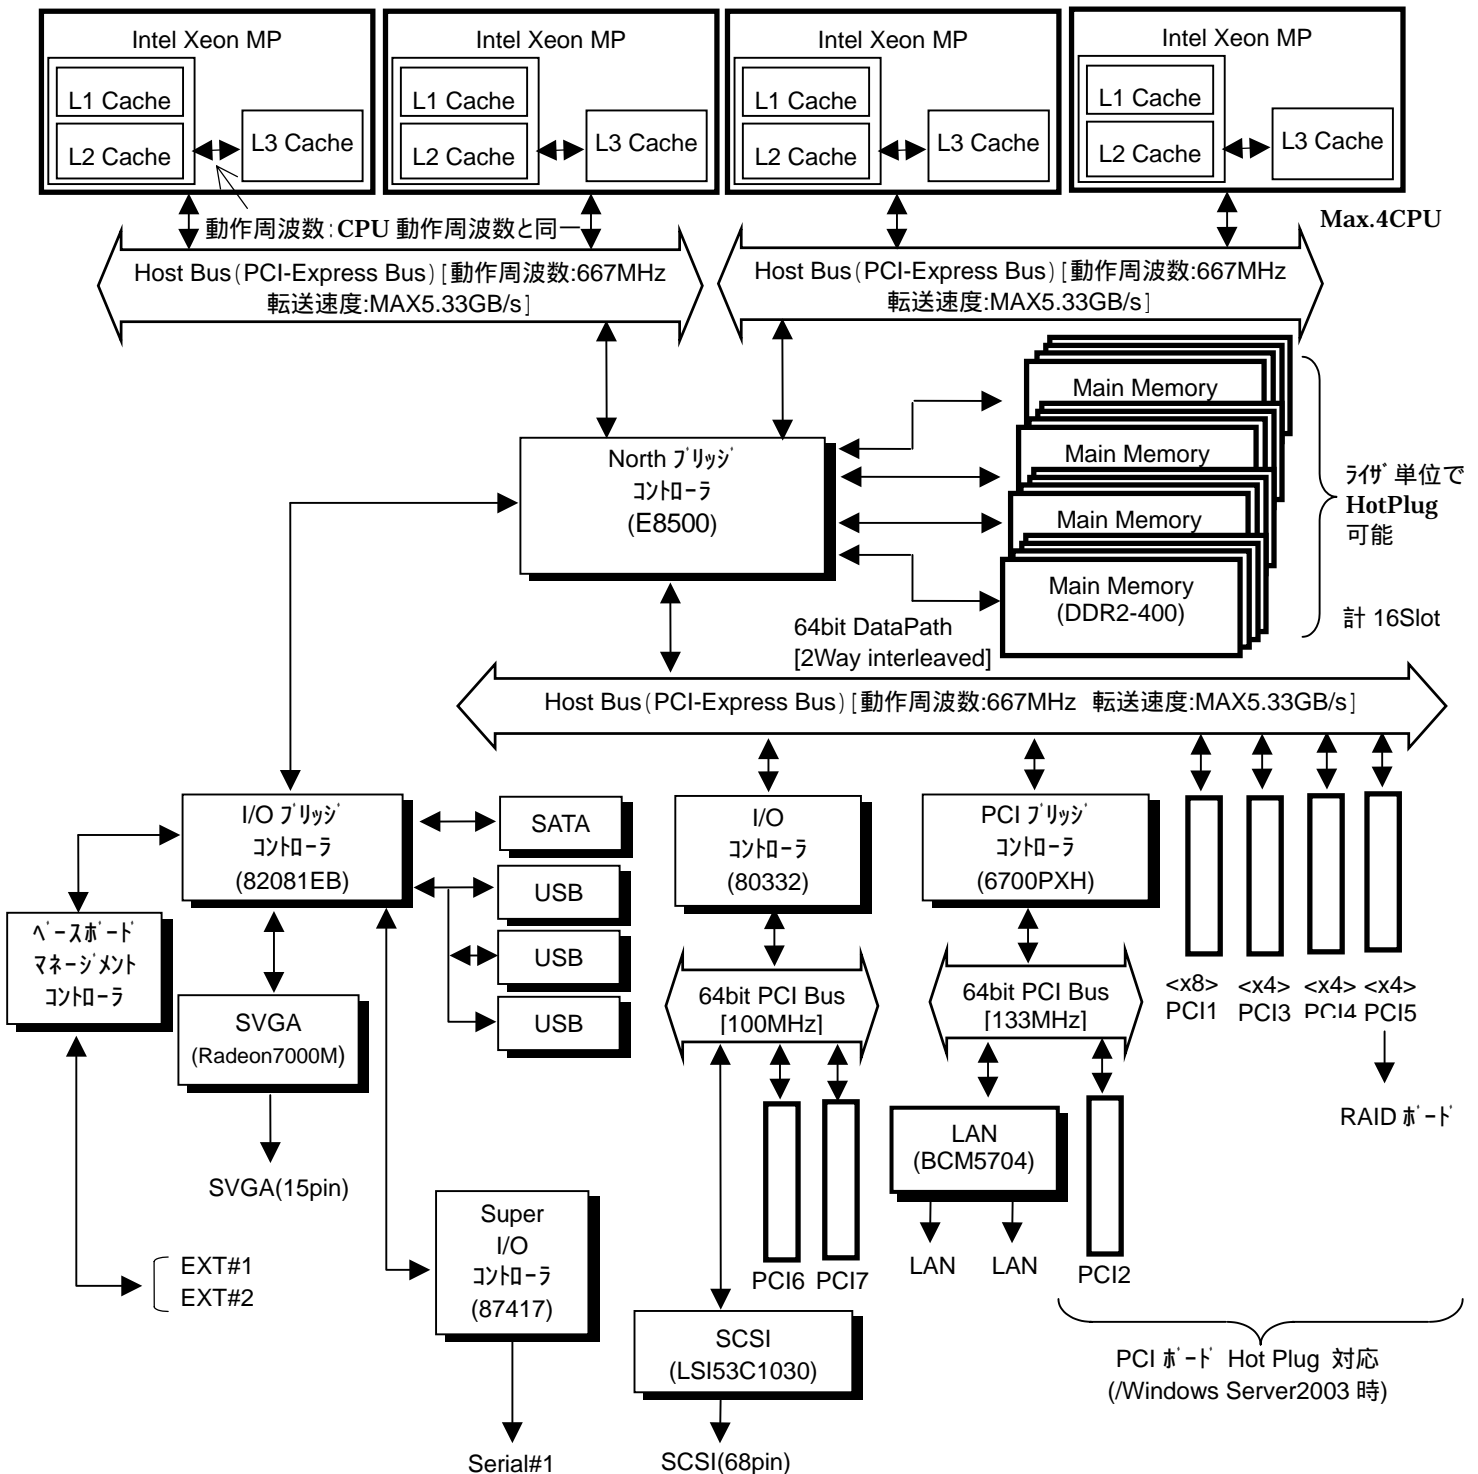 Intel Xeon MP
L1 Cache
L2 Cache
L3 Cache
Intel Xeon MP
L1 Cache
L2 Cache
L3 Cache
Intel Xeon MP
L1 Cache
L2 Cache
L3 Cache
Intel Xeon MP
L1 Cache
L2 Cache
L3 Cache
動作周波数：CPU 動作周波数と同一
Max.4CPU
Host Bus(PCI-Express Bus)[動作周波数:667MHz
転送速度:MAX5.33GB/s]
Host Bus(PCI-Express Bus)[動作周波数:667MHz
転送速度:MAX5.33GB/s]
Main Memory
Main Memory
Main Memory
Main Memory
(DDR2-400)
ﾗｲｻﾞ単位で
HotPlug
可能
計 16Slot
North ﾌﾞﾘｯｼﾞ
ｺﾝﾄﾛｰﾗ
(E8500)
64bit DataPath
[2Way interleaved]
Host Bus(PCI-Express Bus)[動作周波数:667MHz 転送速度:MAX5.33GB/s]
I/O ﾌﾞﾘｯｼﾞ
ｺﾝﾄﾛｰﾗ
(82081EB)
SATA
USB
USB
USB
I/O
ｺﾝﾄﾛｰﾗ
(80332)
PCI ﾌﾞﾘｯｼﾞ
ｺﾝﾄﾛｰﾗ
(6700PXH)
ﾍﾞｰｽﾎﾞｰﾄﾞ
ﾏﾈｰｼﾞﾒﾝﾄ
ｺﾝﾄﾛｰﾗ
SVGA
(Radeon7000M)
64bit PCI Bus
[100MHz]
64bit PCI Bus
[133MHz]
<x8>
PCI1
<x4>
PCI3
<x4>
PCI4
<x4>
PCI5
RAID ﾎﾞｰﾄﾞ
SVGA(15pin)
LAN
(BCM5704)
Super
I/O
ｺﾝﾄﾛｰﾗ
(87417)
EXT#1
EXT#2
PCI6
PCI7
LAN
LAN
PCI2
SCSI
(LSI53C1030)
PCI ﾎﾞｰﾄﾞ Hot Plug 対応
(/Windows Server2003 時)
Serial#1
SCSI(68pin)